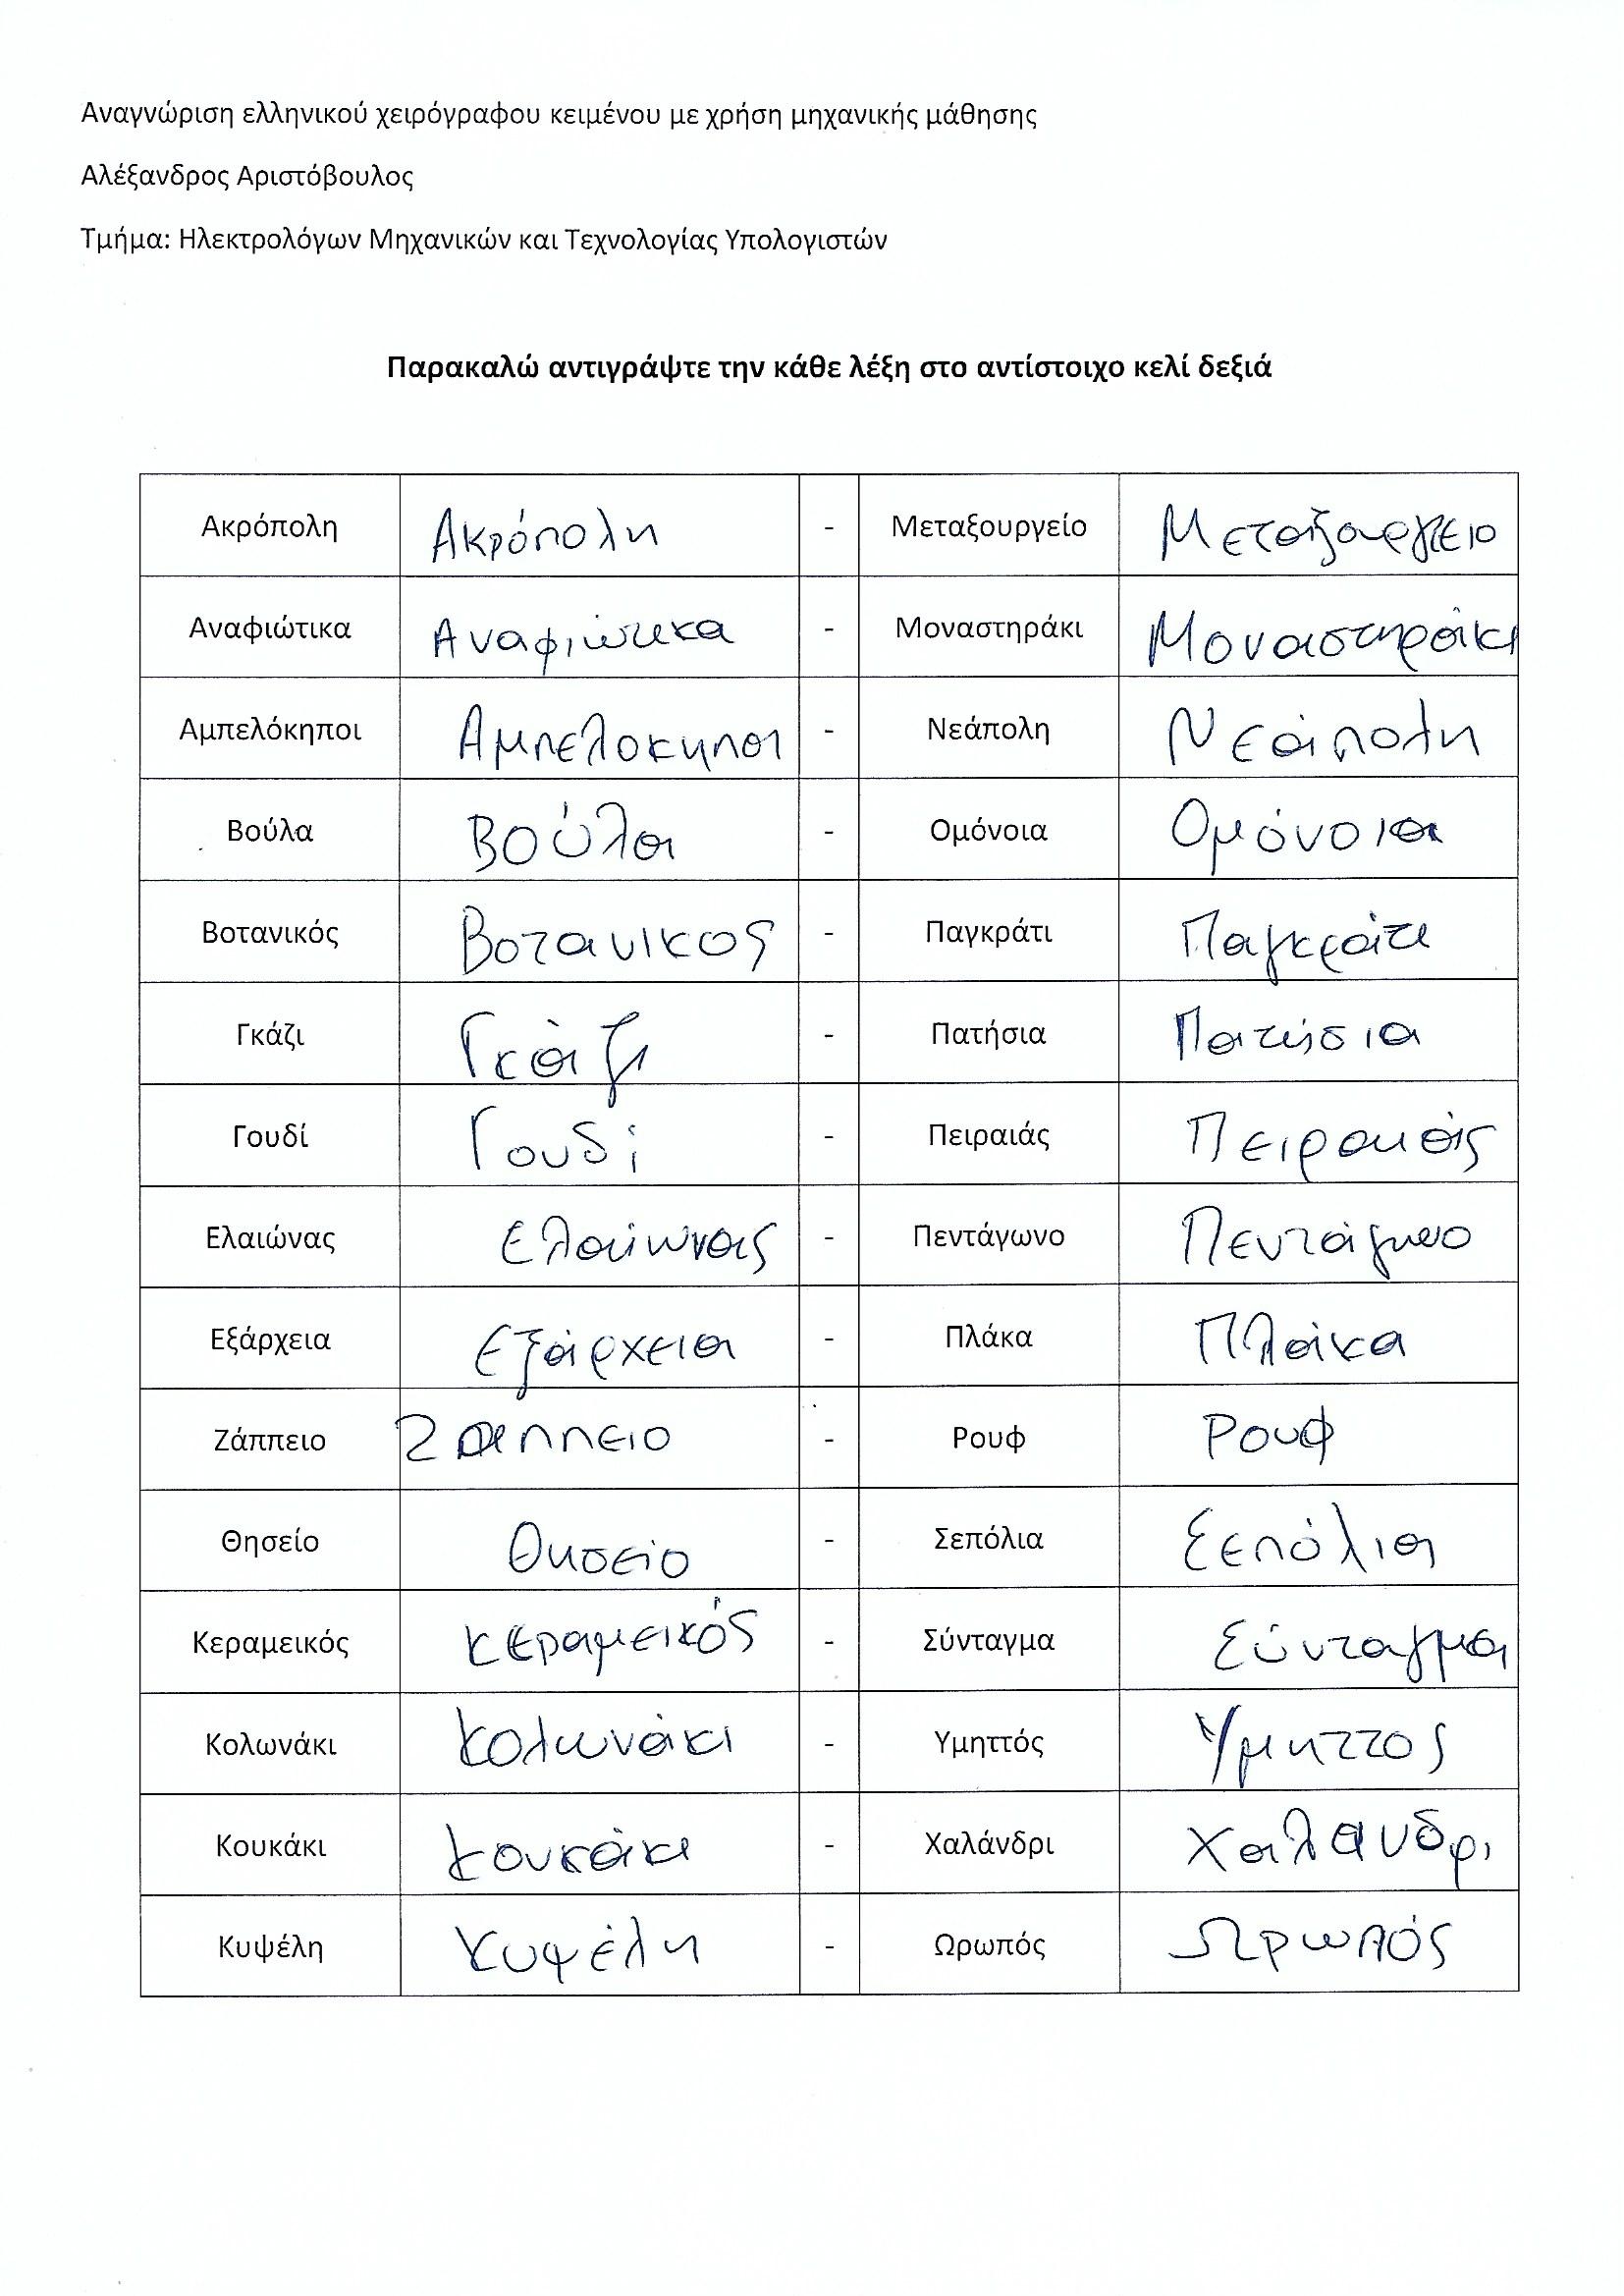 Αναγνώριση ελληνικού χειρόγραφου κειμένου με χρήση μηχανικής μάθησης
Αλέξανδρος Αριστόβουλος
Τμήμα: Ηλεκτρολόγων Μηχανικών και Τεχνολογίας Υπολογιστών
Παρακαλώ αντιγράψτε την κάθε λέξη στο αντίστοιχο κελί δεξιά
Ακρόπολη Ακρόπολη - Μεταξουργείο Μεταξουργειο
Αναφιώτικα Αναφιώτικα - Μοναστηράκι Μοναστηράκι
Αμπελόκηποι Αμπελοκηποι - Νεάπολη Νεάπολη
Βούλα Βούλα - Ομόνοια Ομόνοια
Βοτανικός Βοτανικος - Παγκράτι Παγκράτι
Γκάζι Γκάζι - Πατήσια Πατήσια
Γουδί Γουδί - Πειραιάς Πειραιάς
Ελαιώνας Ελαιώνας - Πεντάγωνο Πεντάγωνο
Εξάρχεια Εξάρχεια - Πλάκα Πλάκα
Ζάππειο Ζαππειο - Ρουφ Ρουφ
Θησείο Θησείο - Σεπόλια Σεπόλια
Κεραμεικός Κεραμεικός - Σύνταγμα Σύνταγμα
Κολωνάκι Κολωνάκι - Υμηττός Υμηττος
Κουκάκι Κουκάκι - Χαλάνδρι Χαλανδρι
Κυψέλη Κυψέλη - Ωρωπός Ωρωπός